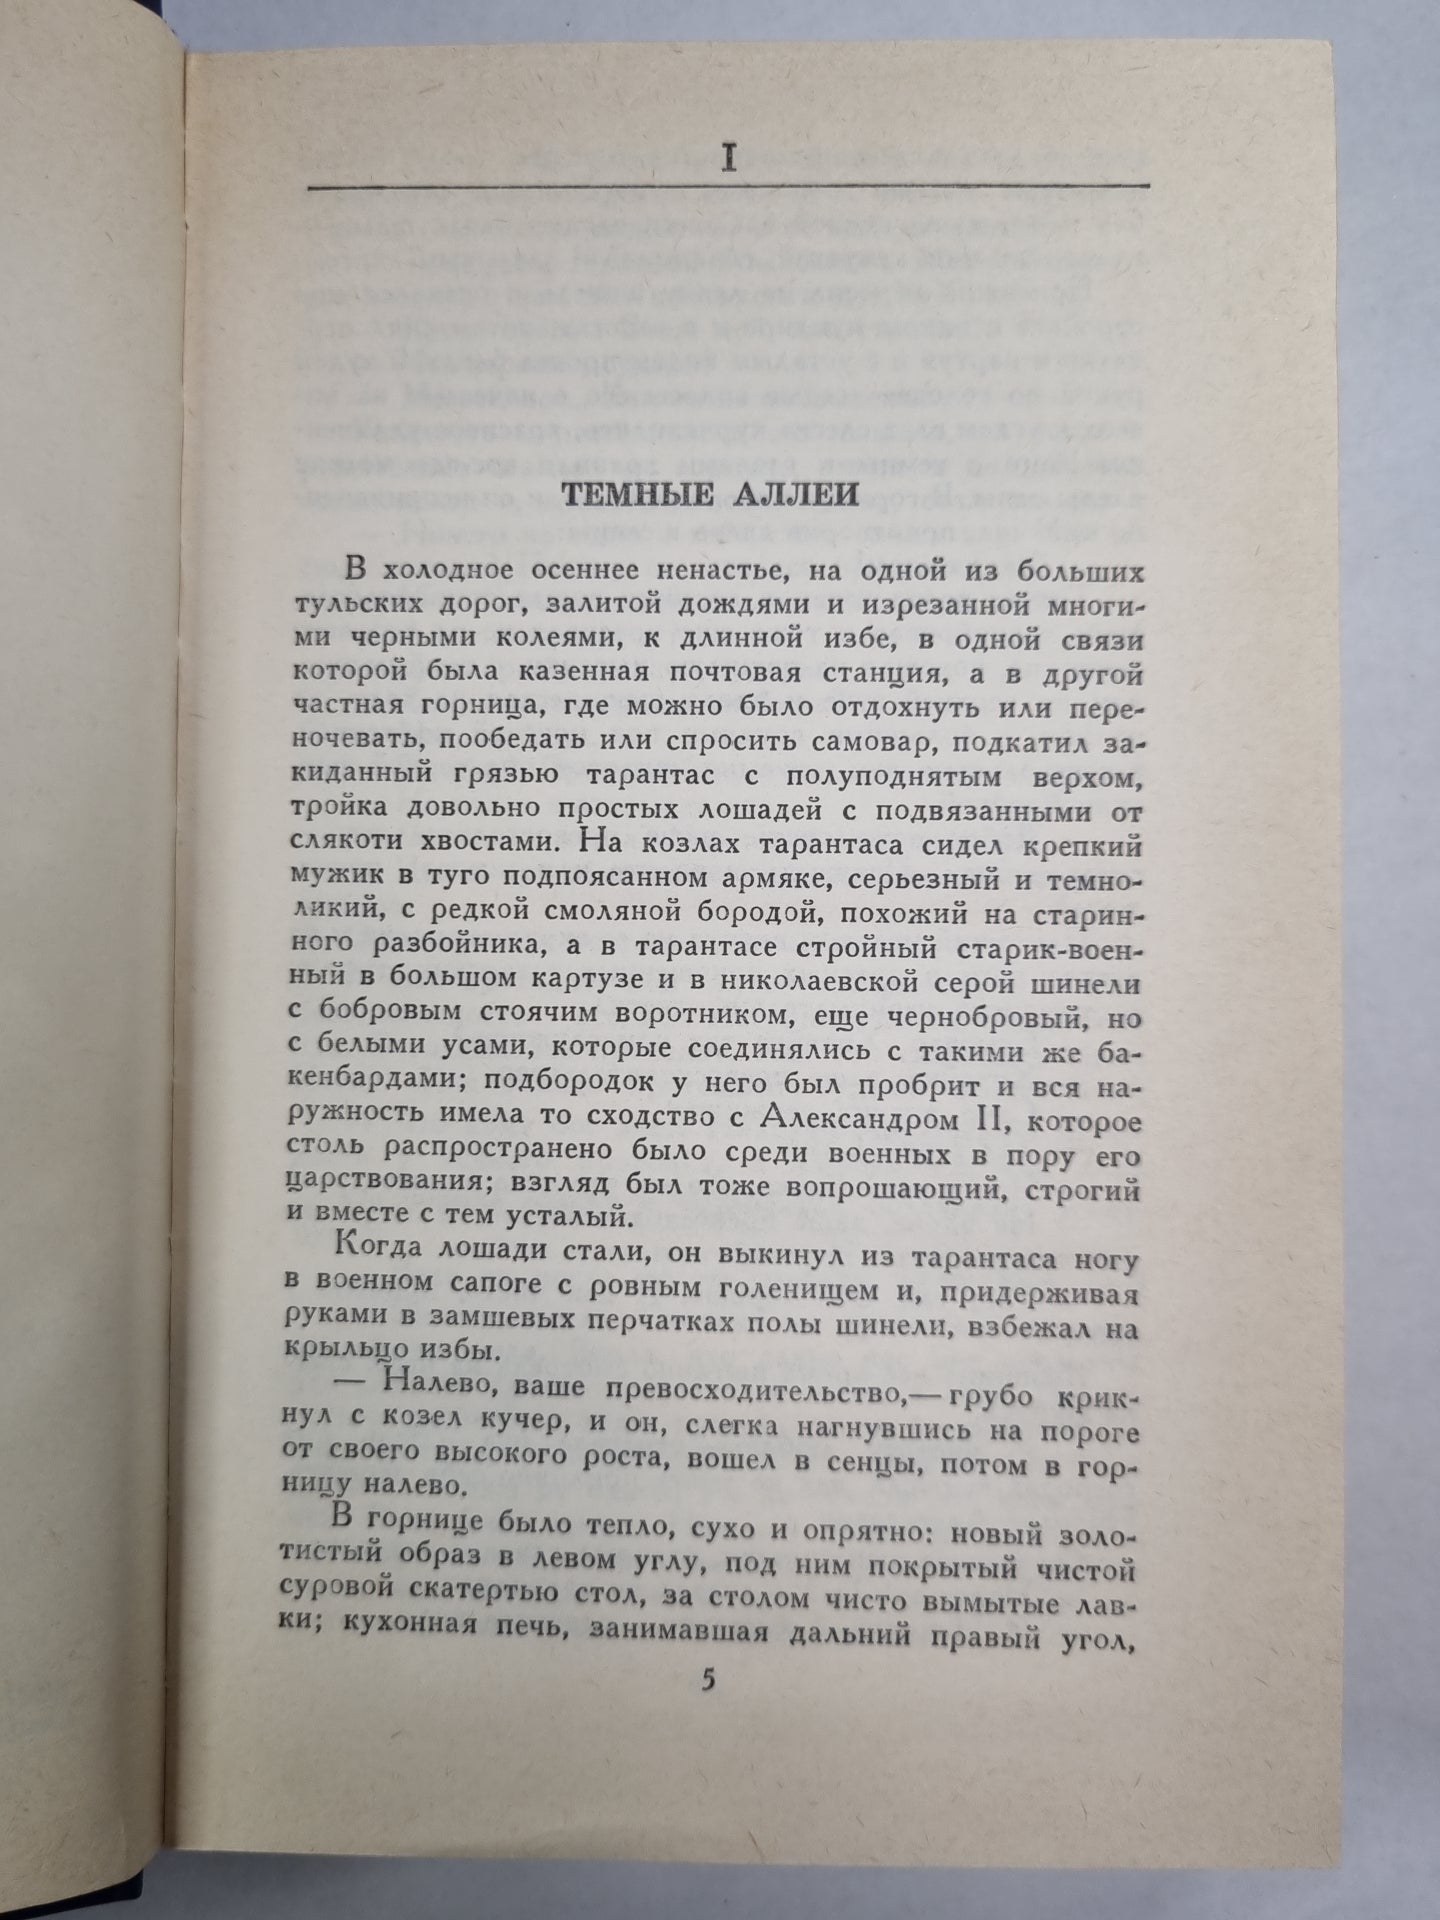 I
ТЕМНЫЕ АЛЛЕИ
В холодное осеннее ненастье, на одной из больших
тульских дорог, залитой дождями и изрезанной многи-
ми черными колеями, к длинной избе, в одной связи
которой была казенная почтовая станция, а в другой
частная горница, где можно было отдохнуть или пере-
ночевать, пообедать или спросить самовар, подкатил за-
киданный грязью тарантас с полуподнятым верхом,
тройка довольно простых лошадей с подвязанными от
слякоти хвостами. На козлах тарантаса сидел крепкий
мужик в туго подпоясанном армяке, серьезный и темно-
ликий, с редкой смоляной бородой, похожий на старин-
ного разбойника, а в тарантасе стройный старик-воен-
ный в большом картузе и в николаевской серой шинели
с бобровым стоячим воротником, еще чернобровый, но
с белыми усами, которые соединялись с такими же ба-
кенбардами; подбородок у него был пробрит и вся на-
ружность имела то сходство с Александром II, которое
столь распространено было среди военных в пору его
царствования; взгляд был тоже вопрошающий, строгий
и вместе с тем усталый.
Когда лошади стали, он выкинул из тарантаса ногу
в военном сапоге с ровным голенищем и, придерживая
руками в замшевых перчатках полы шинели, взбежал на
крыльцо избы.
— Налево, ваше превосходительство,— грубо крик-
нул с козел кучер, и он, слегка нагнувшись на пороге
от своего высокого роста, вошел в сенцы, потом в гор-
ницу налево.
В горнице было тепло, сухо и опрятно: новый золо-
тистый образ в левом углу, под ним покрытый чистой
суровой скатертью стол, за столом чисто вымытые лав-
ки; кухонная печь, занимавшая дальний правый угол,
5